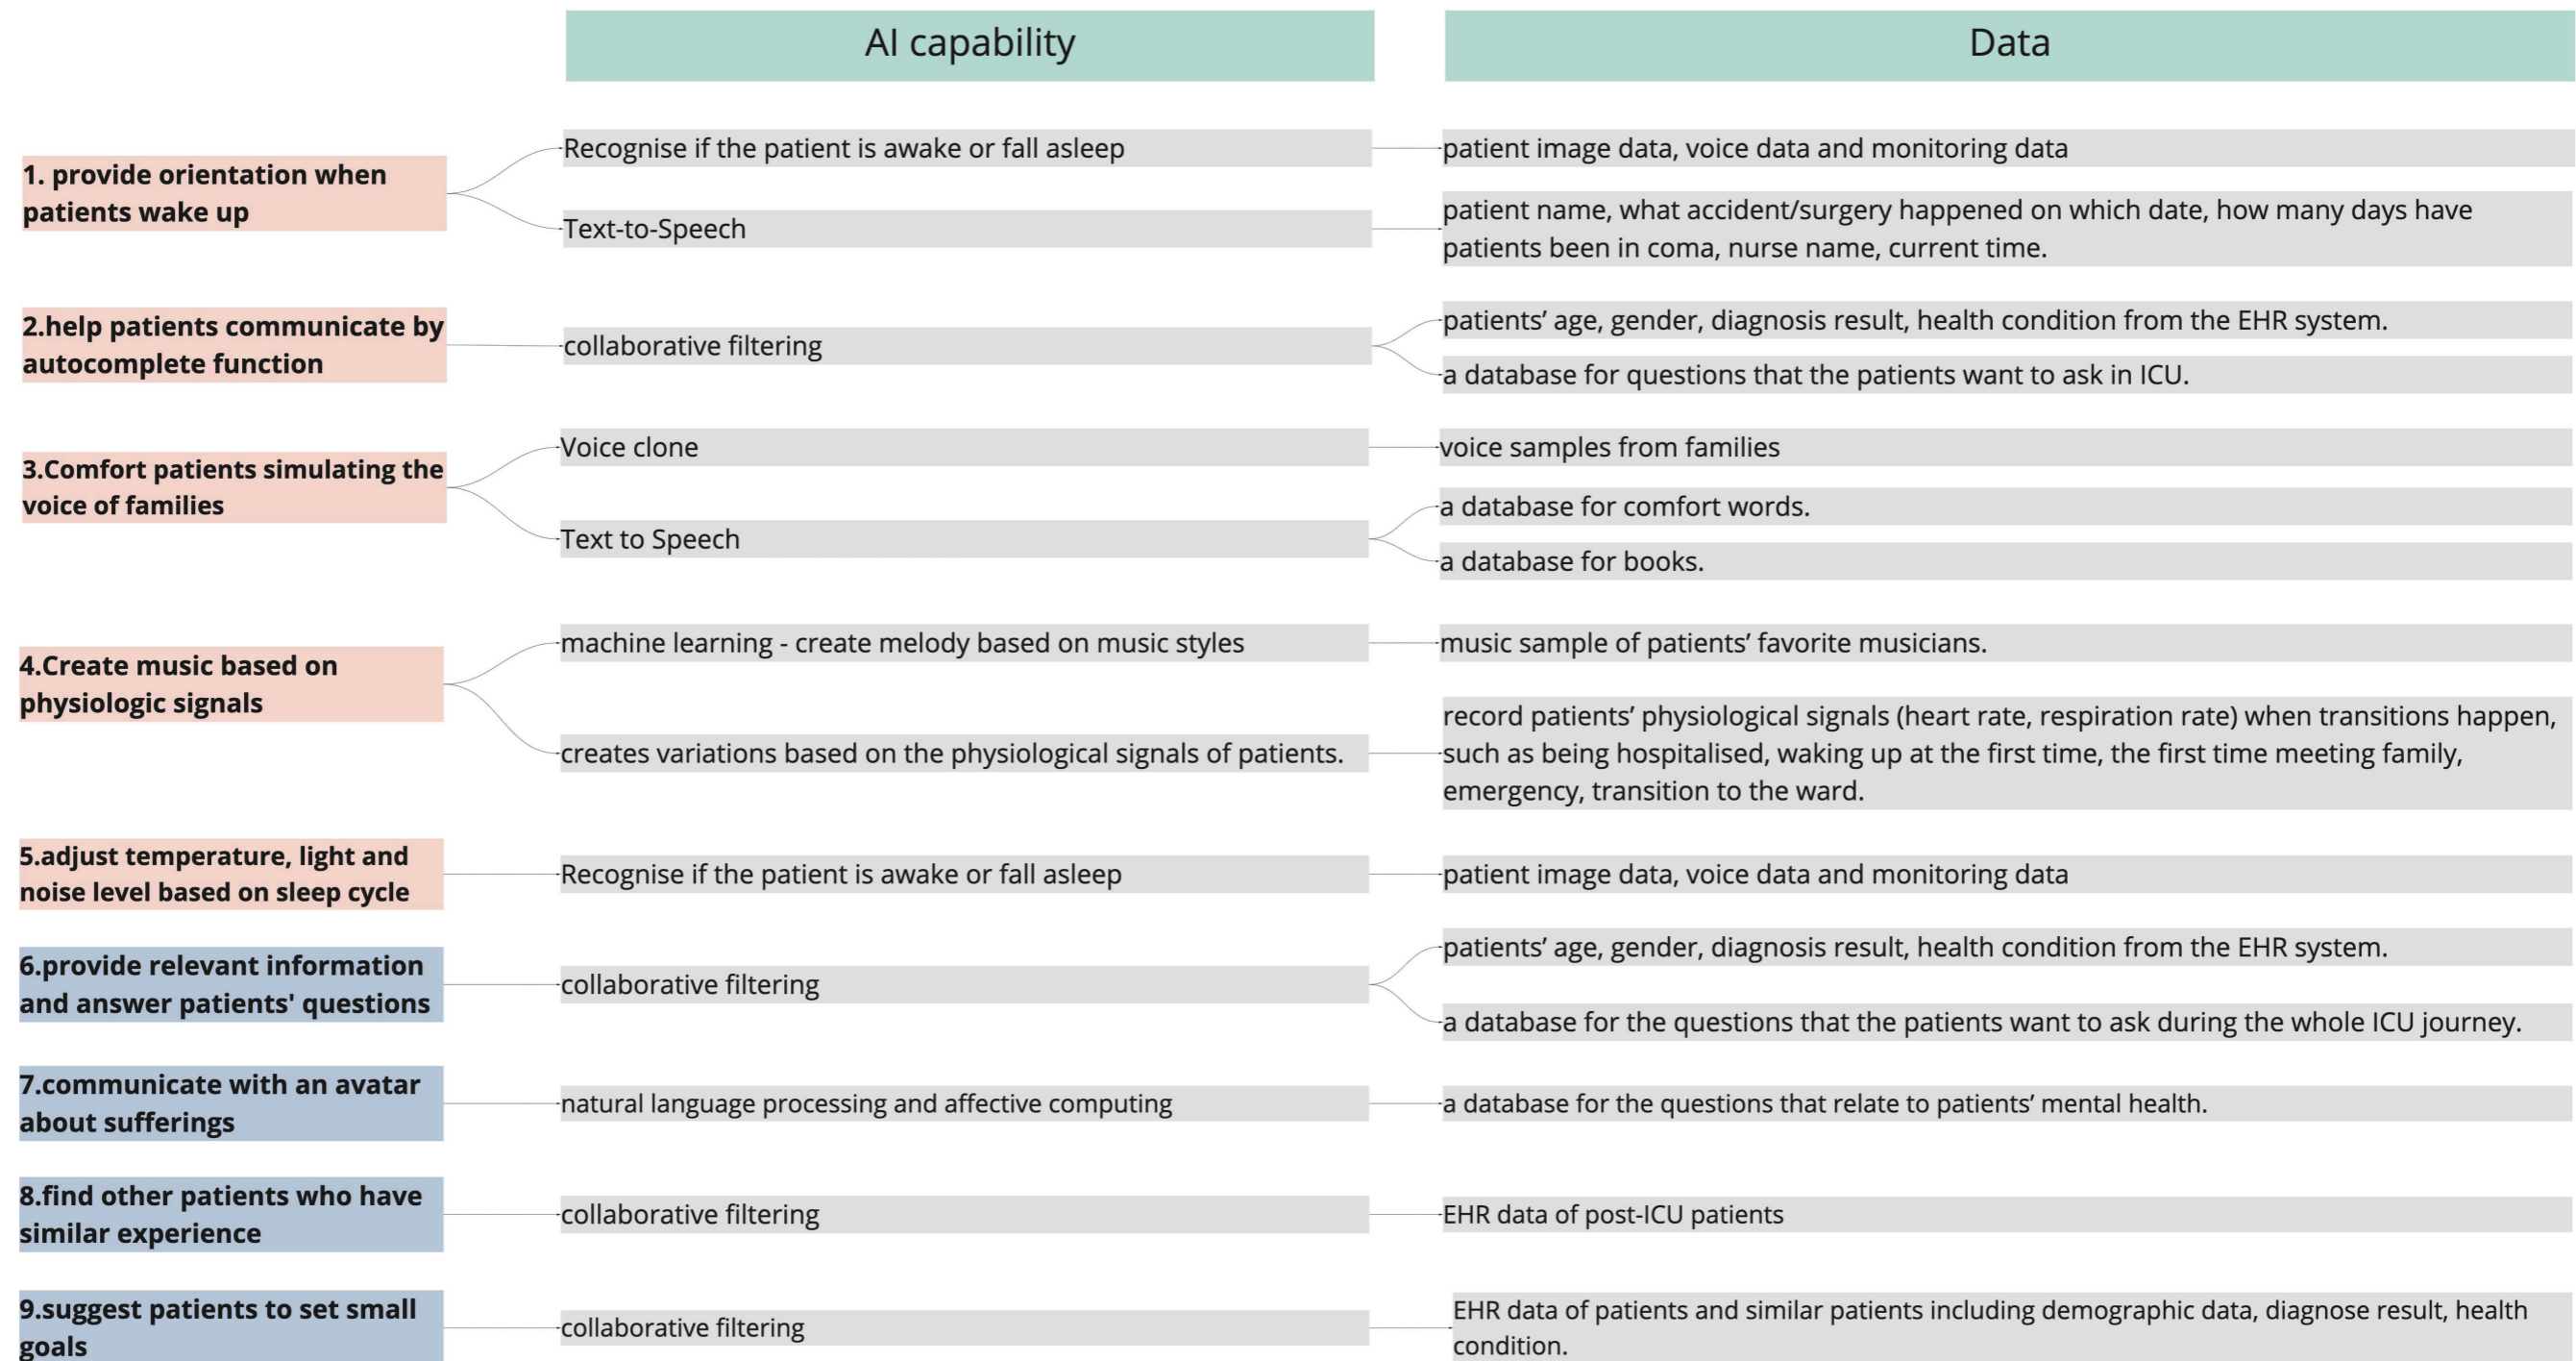 AI capability
Data
1. provide orientation when
patients wake up
Recognise if the patient is awake or fall asleep
patient image data, voice data and monitoring data
Text-to-Speech
patient name, what accident/surgery happened on which date, how many days have
patients been in coma, nurse name, current time.
2.help patients communicate by
autocomplete function
collaborative filtering
patients’ age, gender, diagnosis result, health condition from the EHR system.
a database for questions that the patients want to ask in ICU.
3.Comfort patients simulating the
voice of families
Voice clone
voice samples from families
Text to Speech
a database for comfort words.
a database for books.
4.Create music based on
physiologic signals
machine learning - create melody based on music styles
music sample of patients’ favorite musicians.
creates variations based on the physiological signals of patients.
record patients’ physiological signals (heart rate, respiration rate) when transitions happen,
such as being hospitalised, waking up at the first time, the first time meeting family,
emergency, transition to the ward.
5.adjust temperature, light and
noise level based on sleep cycle
Recognise if the patient is awake or fall asleep
patient image data, voice data and monitoring data
6.provide relevant information
and answer patients' questions
collaborative filtering
patients’ age, gender, diagnosis result, health condition from the EHR system.
a database for the questions that the patients want to ask during the whole ICU journey.
7.communicate with an avatar
about sufferings
natural language processing and affective computing
a database for the questions that relate to patients’ mental health.
8.find other patients who have
similar experience
collaborative filtering
EHR data of post-ICU patients
9.suggest patients to set small
goals
collaborative filtering
EHR data of patients and similar patients including demographic data, diagnose result, health
condition.